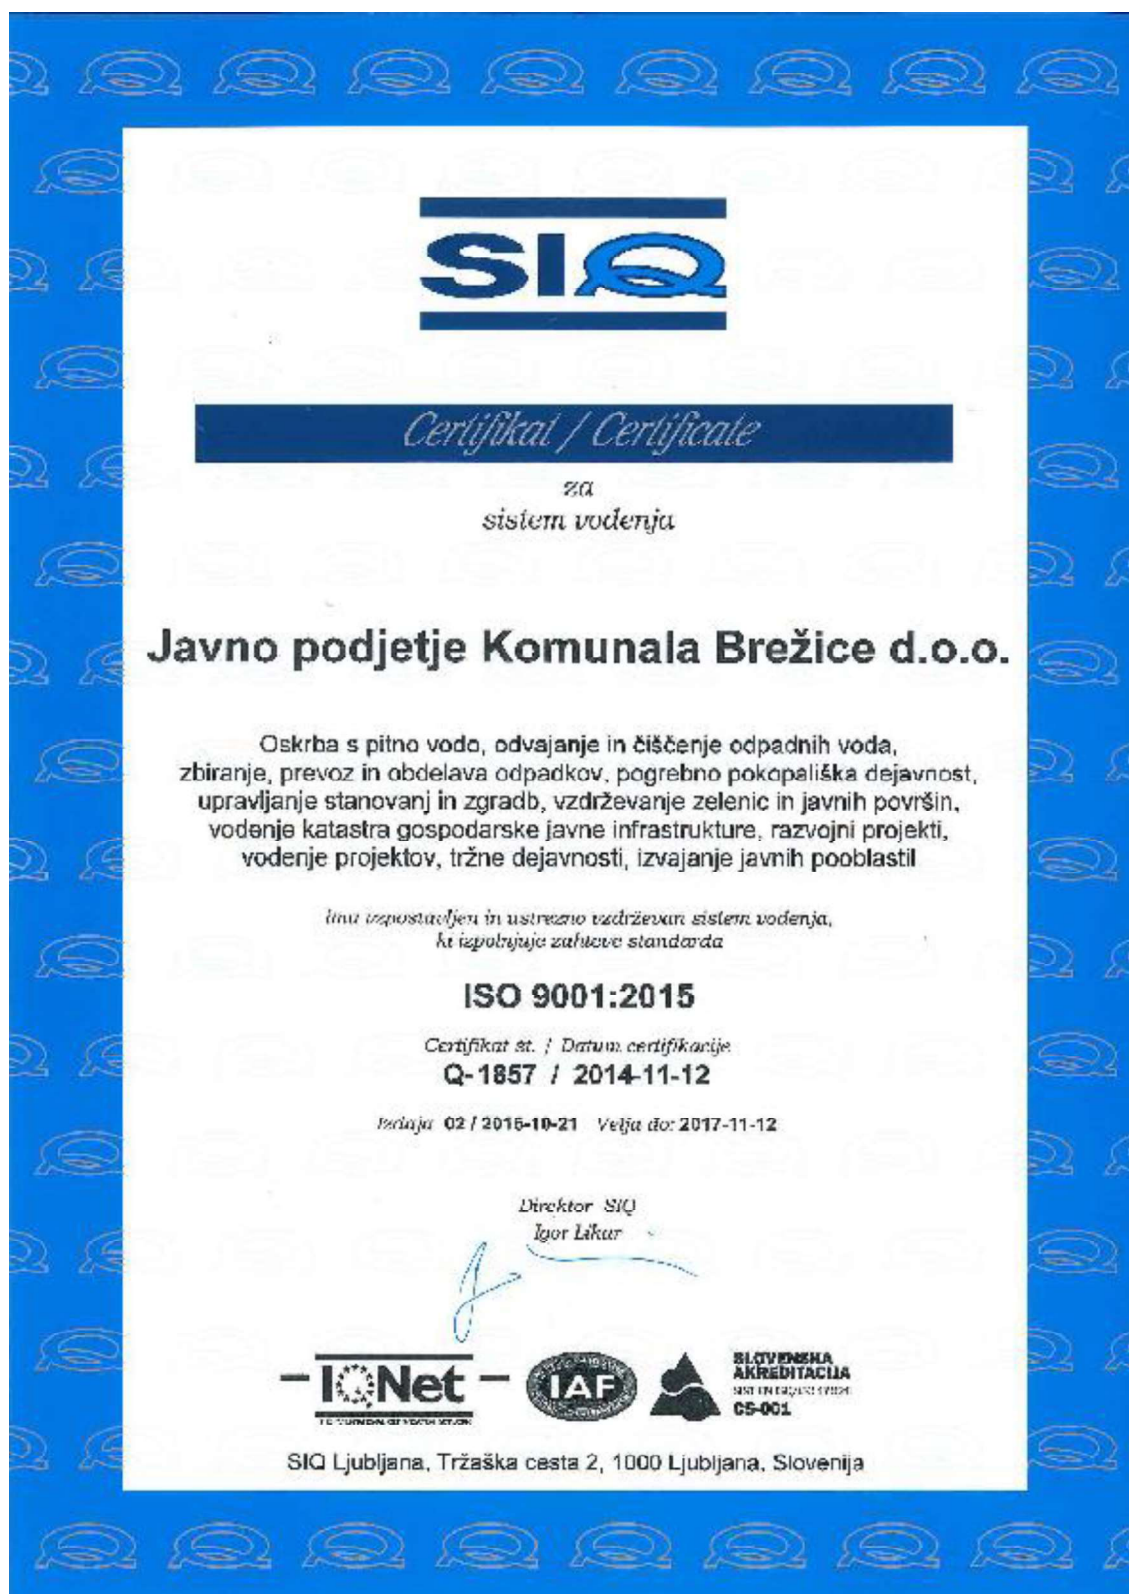 SIQ
Certifikat / Certificate
za
sistem vodenja
Javno podjetje Komunala Brežice d.o.o.
Oskrba s pitno vodo, odvajanje in čiščenje odpadnih voda,
zbiranje, prevoz in obdelava odpadkov, pogrebno pokopališka dejavnost,
upravljanje stanovanj in zgradb, vzdrževanje zelenic in javnih površin,
vodenje katastra gospodarske javne infrastrukture, razvojni projekti,
vodenje projektov, tržne dejavnosti, izvajanje javnih pooblastil
ima vzpostavljen in ustrezno vzdrževan sistem vodenja,
ki izpolnjuje zahteve standarda
ISO 9001:2015
Certifikat št. / Datum certifikacije
Q-1857 / 2014-11-12
Izdaja 02 / 2016-10-21 Velja do: 2017-11-12
Direktor SIQ
Igor Likar
IQNet
IAF
SLOVENSKA
AKREDITACIJA
CS-001
SIQ Ljubljana, Tržaška cesta 2, 1000 Ljubljana, Slovenija